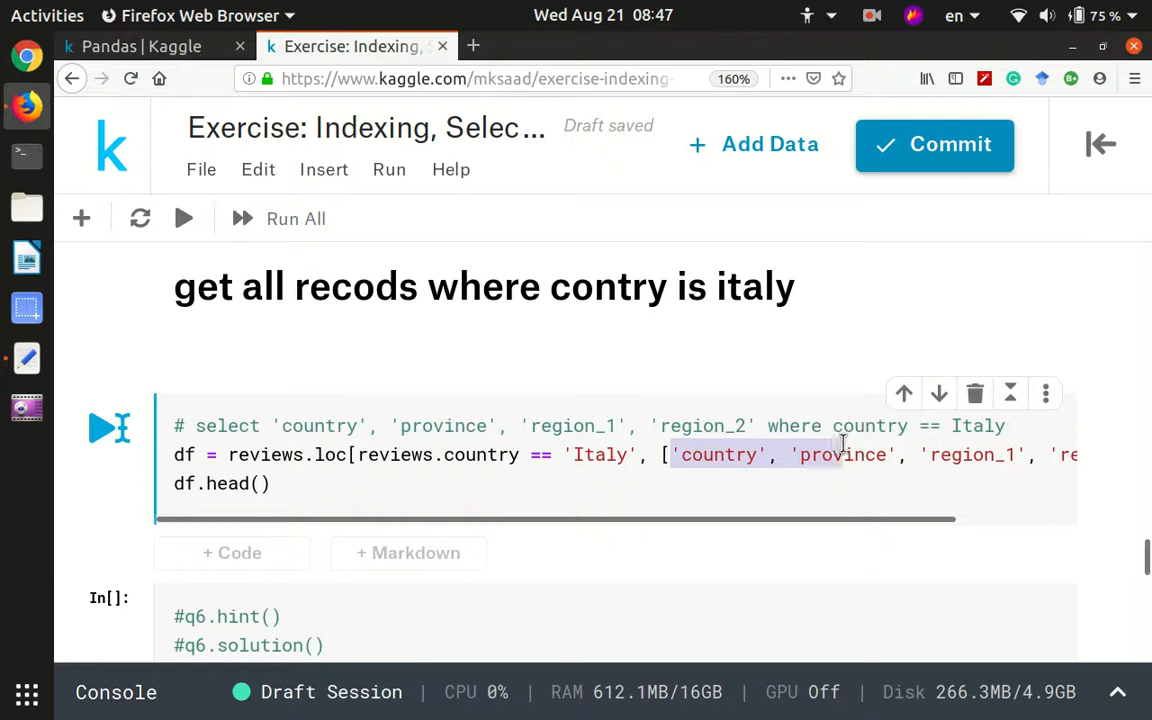 Activities Firefox Web Browser Wed Aug 21 08:47 en 75 %
Pandas | Kaggle Exercise: Indexing,
https://www.kaggle.com/mksaad/exercise-indexing- 160%
k Exercise: Indexing, Selec... Draft saved + Add Data Commit
File Edit Insert Run Help
Run All
get all recods where contry is italy
# select 'country', 'province', 'region_1', 'region_2' where country == Italy
df = reviews.loc[reviews.country == 'Italy', ['country', 'province', 'region_1', 're
df.head()
+ Code + Markdown
In[]:
#q6.hint()
#q6.solution()
Console Draft Session | CPU 0% | RAM 612.1MB/16GB | GPU Off | Disk 266.3MB/4.9GB